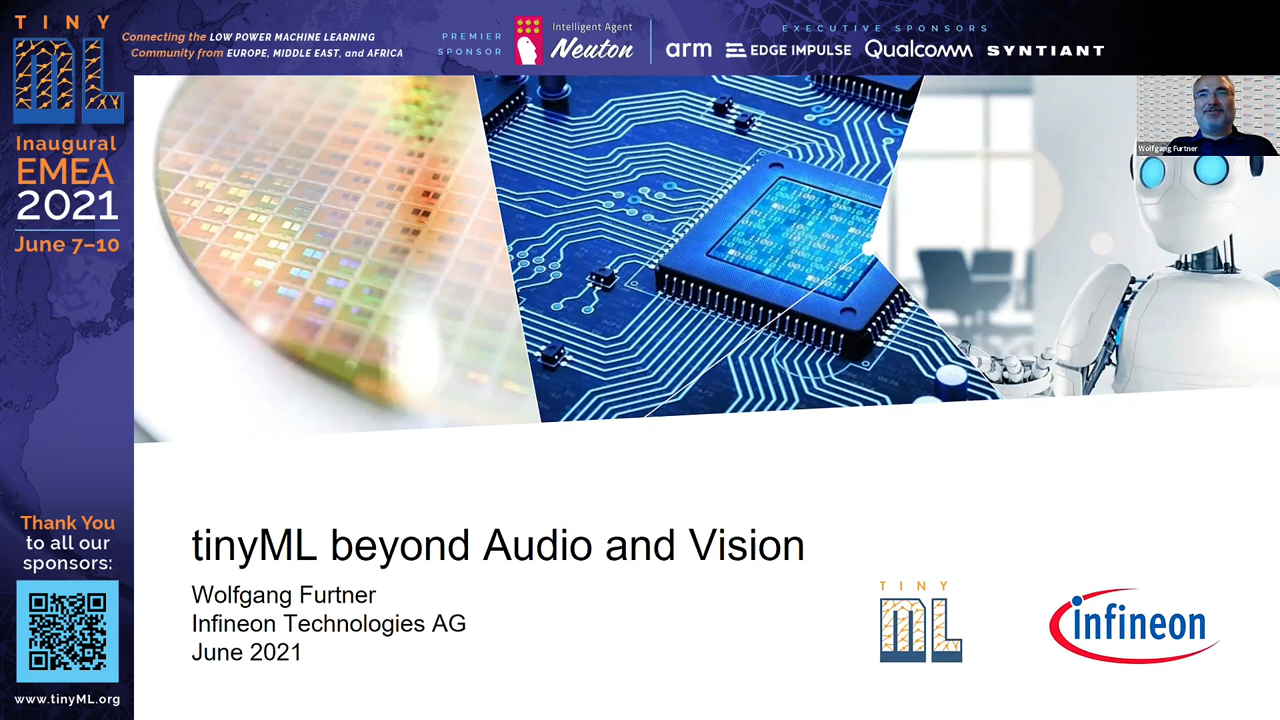 TINY
ML
Connecting the LOW POWER MACHINE LEARNING
Community from EUROPE, MIDDLE EAST, and AFRICA
PREMIER
SPONSOR
Intelligent Agent
Neuton
EXECUTIVE SPONSORS
arm
EDGE IMPULSE
Qualcomm
SYNTIANT
Inaugural
EMEA
2021
June 7–10
Wolfgang Furtner
tinyML beyond Audio and Vision
Wolfgang Furtner
Infineon Technologies AG
June 2021
TINY
ML
infineon
Thank You
to all our
sponsors:
www.tinyML.org